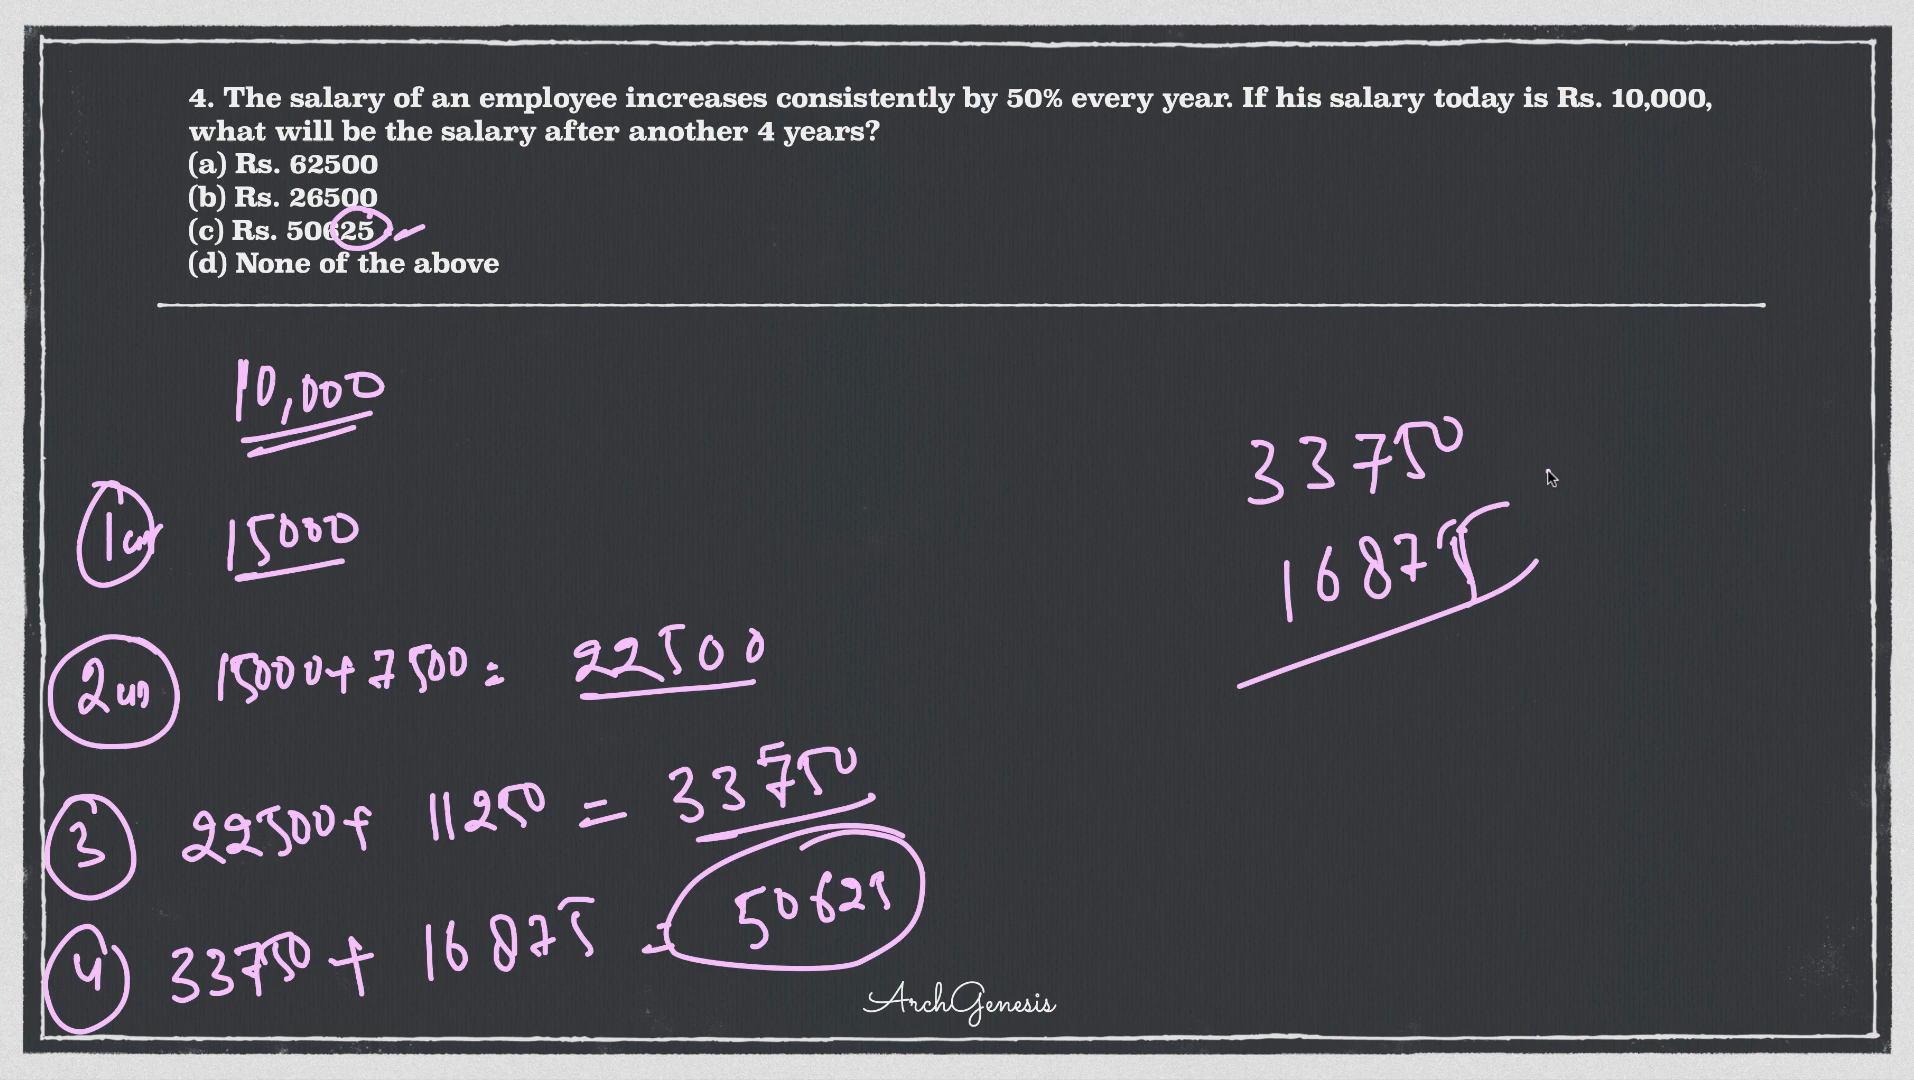 4. The salary of an employee increases consistently by 50% every year. If his salary today is Rs. 10,000,
what will be the salary after another 4 years?
(a) Rs. 62500
(b) Rs. 26500
(c) Rs. 50625
(d) None of the above
10,000
33750
1
15000
16875
2
15000+7500=
22500
3
22500+ 11250 = 33750
4
33750+ 16875 = 50625
ArchGenesis